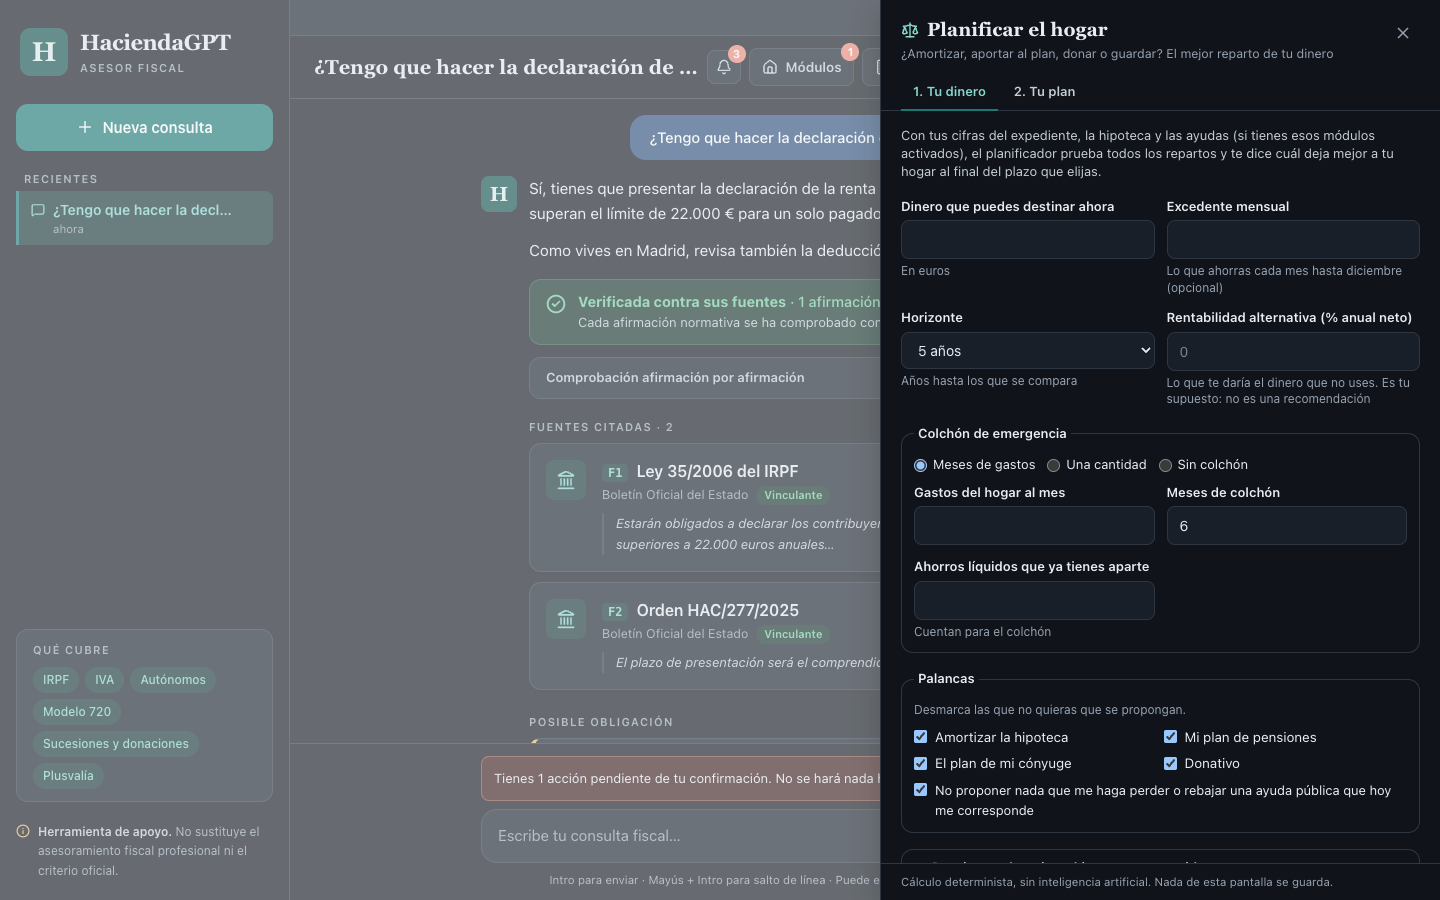 H
HaciendaGPT
ASESOR FISCAL
Nueva consulta
RECIENTES
¿Tengo que hacer la decl...
ahora
QUÉ CUBRE
IRPF
IVA
Autónomos
Modelo 720
Sucesiones y donaciones
Plusvalía
Herramienta de apoyo. No sustituye el
asesoramiento fiscal profesional ni el
criterio oficial.
¿Tengo que hacer la declaración de ...
3
Módulos
1
¿Tengo que hacer la declaración
H
Sí, tienes que presentar la declaración de la renta
superan el límite de 22.000 € para un solo pagado
Como vives en Madrid, revisa también la deducció
Verificada contra sus fuentes · 1 afirmación
Cada afirmación normativa se ha comprobado con
Comprobación afirmación por afirmación
FUENTES CITADAS · 2
F1 Ley 35/2006 del IRPF
Boletín Oficial del Estado Vinculante
Estarán obligados a declarar los contribuyen
superiores a 22.000 euros anuales...
F2 Orden HAC/277/2025
Boletín Oficial del Estado Vinculante
El plazo de presentación será el comprendid
POSIBLE OBLIGACIÓN
Tienes 1 acción pendiente de tu confirmación. No se hará nada
Escribe tu consulta fiscal...
Intro para enviar · Mayús + Intro para salto de línea · Puede e
Planificar el hogar
¿Amortizar, aportar al plan, donar o guardar? El mejor reparto de tu dinero
1. Tu dinero
2. Tu plan
Con tus cifras del expediente, la hipoteca y las ayudas (si tienes esos módulos
activados), el planificador prueba todos los repartos y te dice cuál deja mejor a tu
hogar al final del plazo que elijas.
Dinero que puedes destinar ahora
En euros
Excedente mensual
Lo que ahorras cada mes hasta diciembre
(opcional)
Horizonte
5 años
Años hasta los que se compara
Rentabilidad alternativa (% anual neto)
0
Lo que te daría el dinero que no uses. Es tu
supuesto: no es una recomendación
Colchón de emergencia
Meses de gastos
Una cantidad
Sin colchón
Gastos del hogar al mes
Meses de colchón
6
Ahorros líquidos que ya tienes aparte
Cuentan para el colchón
Palancas
Desmarca las que no quieras que se propongan.
Amortizar la hipoteca
Mi plan de pensiones
El plan de mi cónyuge
Donativo
No proponer nada que me haga perder o rebajar una ayuda pública que hoy
me corresponde
Cálculo determinista, sin inteligencia artificial. Nada de esta pantalla se guarda.